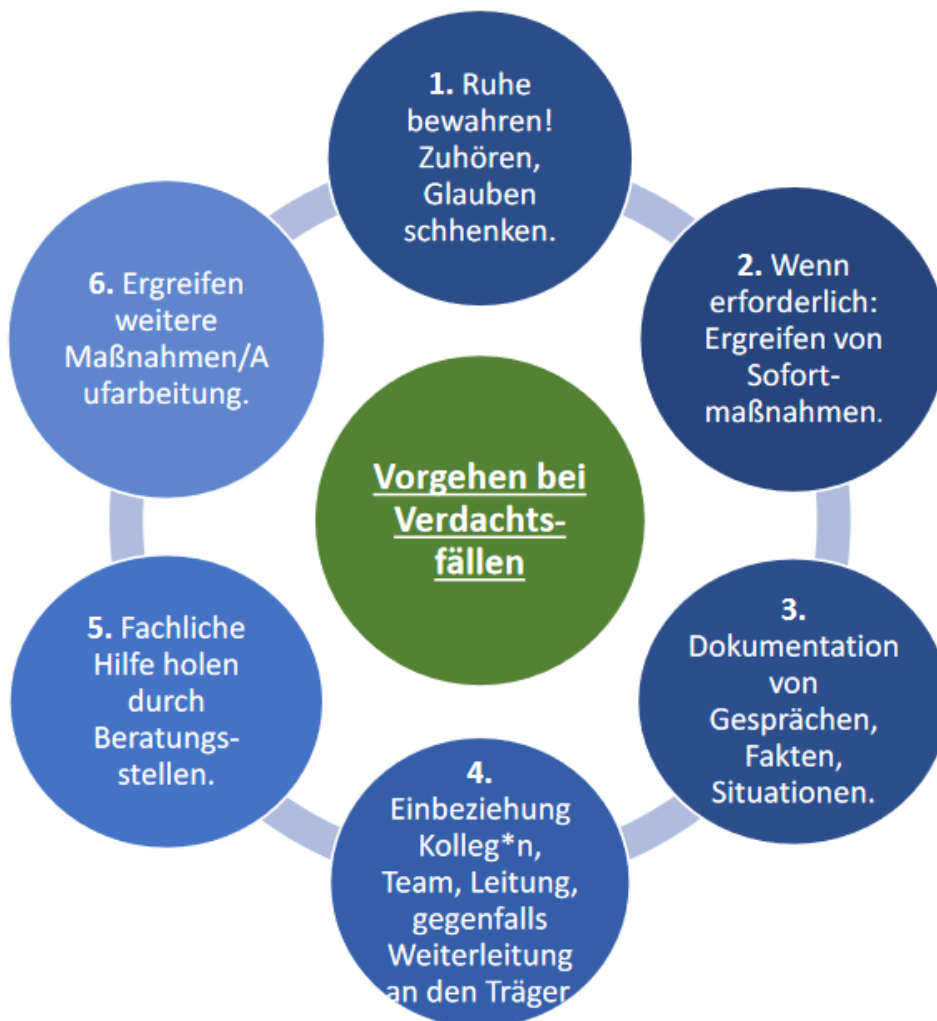 1. Ruhe
bewahren!
Zuhören,
Glauben
schhenken.
2. Wenn
erforderlich:
Ergreifen von
Sofort-
maßnahmen.
3.
Dokumentation
von
Gesprächen,
Fakten,
Situationen.
4.
Einbeziehung
Kolleg*n,
Team, Leitung,
gegenfalls
Weiterleitung
an den Träger
5. Fachliche
Hilfe holen
durch
Beratungs-
stellen.
6. Ergreifen
weitere
Maßnahmen/A
ufarbeitung.
Vorgehen bei
Verdachts-
fällen